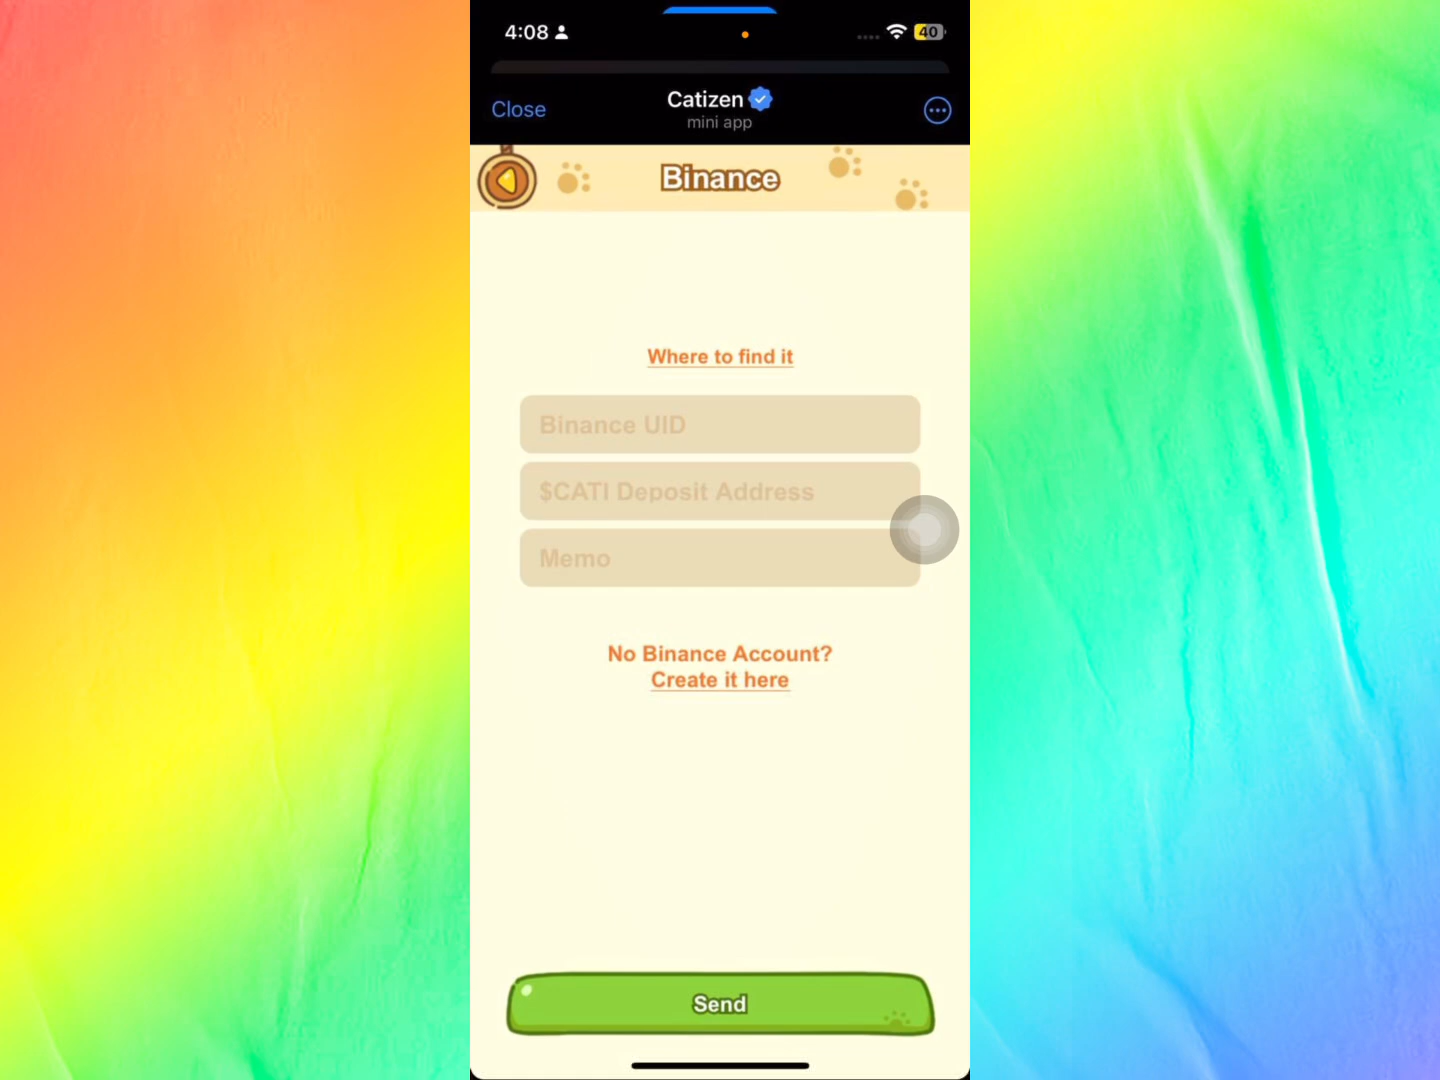 4:08
40
Close
Catizen
mini app
Binance
Where to find it
Binance UID
$CATI Deposit Address
Memo
No Binance Account?
Create it here
Send